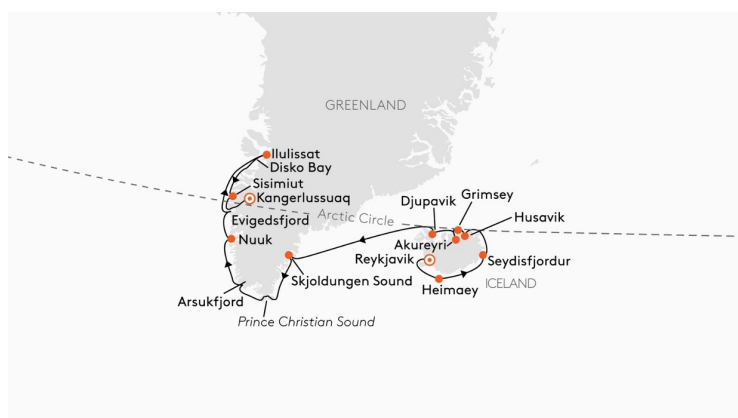 GREENLAND
Ilulissat
Disko Bay
Sisimiut
Kangerlussuaq
Arctic Circle
Evigedsfjord
Nuuk
Skjoldungen Sound
Arsukfjord
Prince Christian Sound
Djupavik
Grimsey
Husavik
Akureyri
Reykjavik
Seydisfjordur
Heimaey
ICELAND